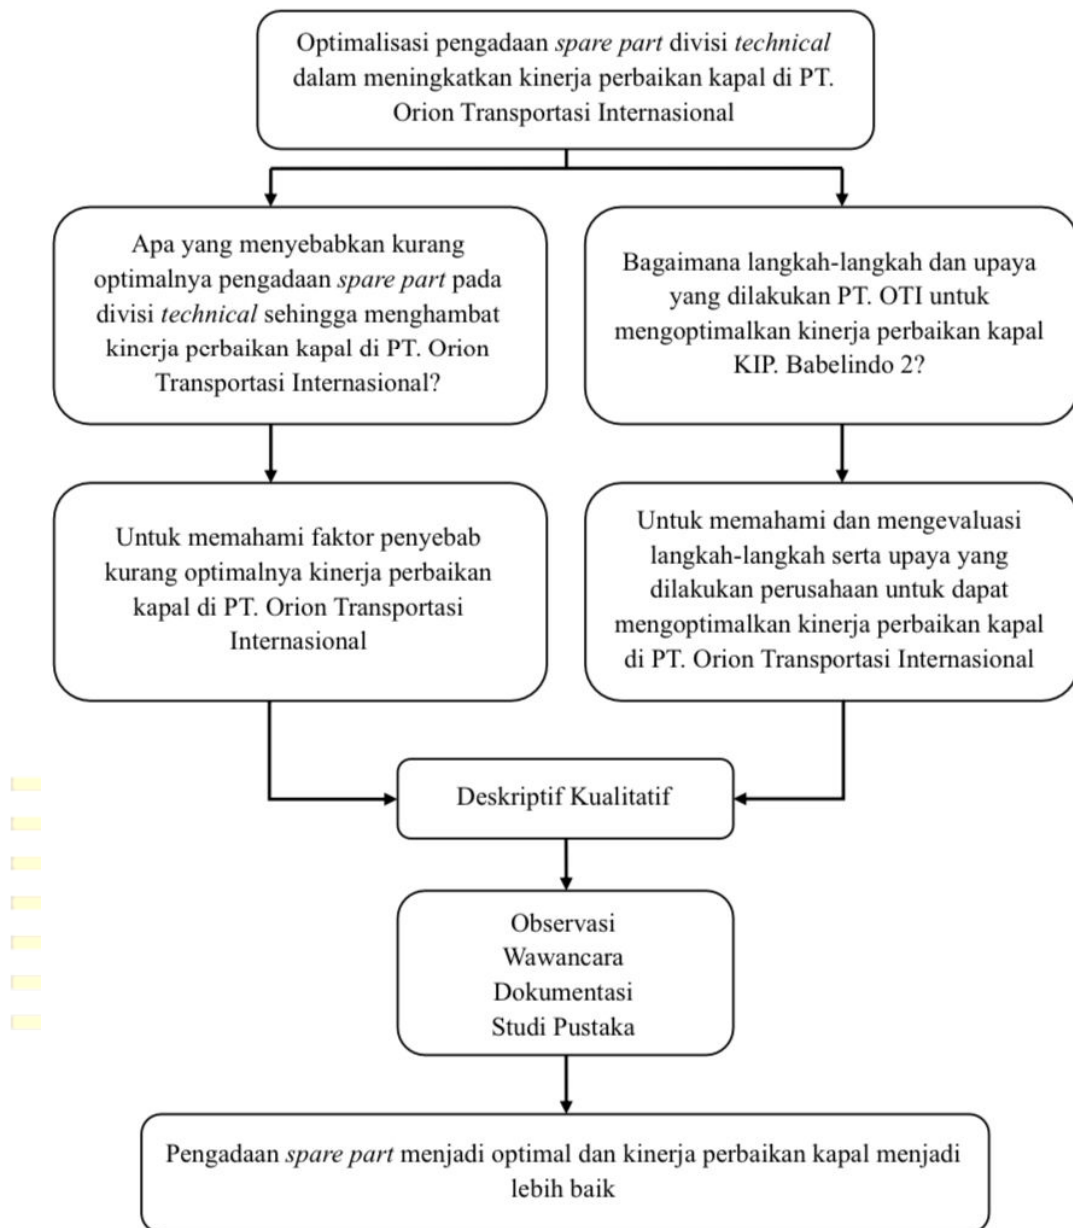 Optimalisasi pengadaan spare part divisi technical
dalam meningkatkan kinerja perbaikan kapal di PT.
Orion Transportasi Internasional
Apa yang menyebabkan kurang
optimalnya pengadaan spare part pada
divisi technical sehingga menghambat
kinerja perbaikan kapal di PT. Orion
Transportasi Internasional?
Bagaimana langkah-langkah dan upaya
yang dilakukan PT. OTI untuk
mengoptimalkan kinerja perbaikan kapal
KIP. Babelindo 2?
Untuk memahami faktor penyebab
kurang optimalnya kinerja perbaikan
kapal di PT. Orion Transportasi
Internasional
Untuk memahami dan mengevaluasi
langkah-langkah serta upaya yang
dilakukan perusahaan untuk dapat
mengoptimalkan kinerja perbaikan kapal
di PT. Orion Transportasi Internasional
Deskriptif Kualitatif
Observasi
Wawancara
Dokumentasi
Studi Pustaka
Pengadaan spare part menjadi optimal dan kinerja perbaikan kapal menjadi
lebih baik